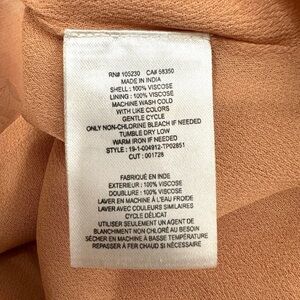 RN# 105230 CA# 58350
MADE IN INDIA
SHELL : 100% VISCOSE
LINING : 100% VISCOSE
MACHINE WASH COLD
WITH LIKE COLORS
GENTLE CYCLE
ONLY NON-CHLORINE BLEACH IF NEEDED
TUMBLE DRY LOW
WARM IRON IF NEEDED
STYLE : 19-1-004912-TP02851
CUT : 001728
FABRIQUÉ EN INDE
EXTERIEUR : 100% VISCOSE
DOUBLURE : 100% VISCOSE
LAVER EN MACHINE À L'EAU FROIDE
LAVER AVEC COULEURS SIMILAIRES
CYCLE DÉLICAT
UTILISER SEULEMENT UN AGENT DE
BLANCHIMENT NON CHLORÉ AU BESOIN
SÉCHER EN MACHINE À BASSE TEMPÉRATURE
REPASSER À FER CHAUD SI NÉCESSAIRE